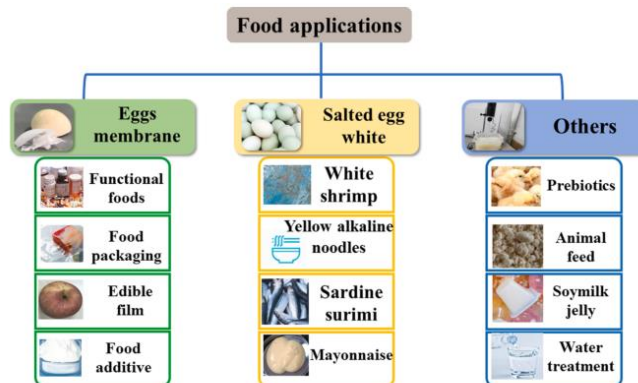 Food applications
Eggs
membrane
Functional
foods
Food
packaging
Edible
film
Food
additive
Salted egg
white
White
shrimp
Yellow alkaline
noodles
Sardine
surimi
Mayonnaise
Others
Prebiotics
Animal
feed
Soymilk
jelly
Water
treatment